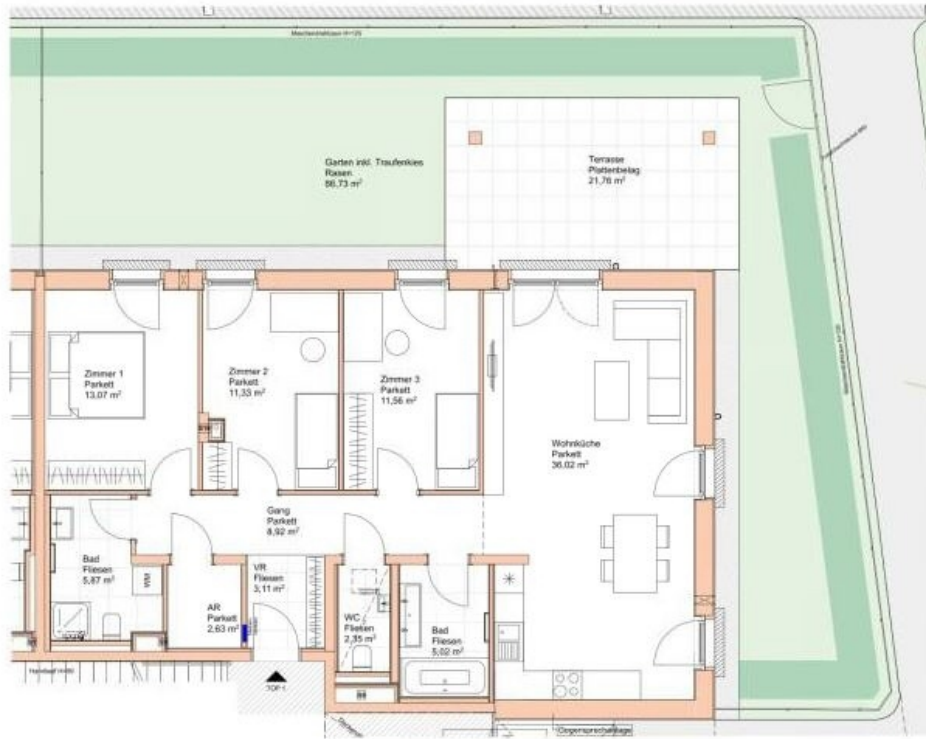 Garten inkl. Traufenkies
Rasen
86,73 m²
Terrasse
Plattenbelag
21,76 m²
Zimmer 1
Parkett
13,07 m²
Zimmer 2
Parkett
11,33 m²
Zimmer 3
Parkett
11,56 m²
Wohnküche
Parkett
36,02 m²
Gang
Parkett
8,92 m²
Bad
Fliesen
5,87 m²
WM
AR
Parkett
2,63 m²
VR
Fliesen
3,11 m²
WC
Fliesen
2,35 m²
Bad
Fliesen
5,02 m²
TOP 1
Gegensprechanlage